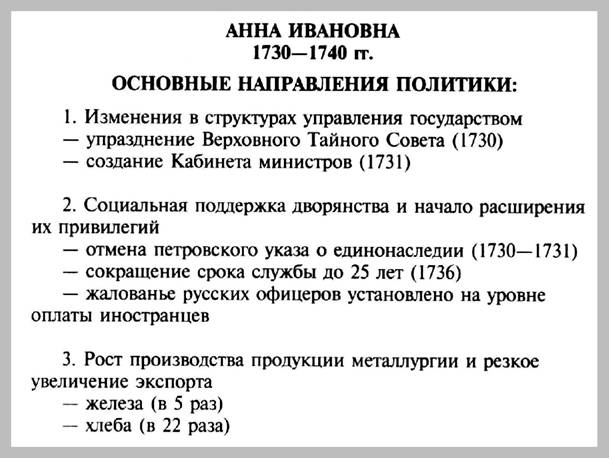 АННА ИВАНОВНА
1730—1740 гг.
ОСНОВНЫЕ НАПРАВЛЕНИЯ ПОЛИТИКИ:
1. Изменения в структурах управления государством
— упразднение Верховного Тайного Совета (1730)
— создание Кабинета министров (1731)
2. Социальная поддержка дворянства и начало расширения
их привилегий
— отмена петровского указа о единонаследии (1730—1731)
— сокращение срока службы до 25 лет (1736)
— жалованье русских офицеров установлено на уровне
оплаты иностранцев
3. Рост производства продукции металлургии и резкое
увеличение экспорта
— железа (в 5 раз)
— хлеба (в 22 раза)